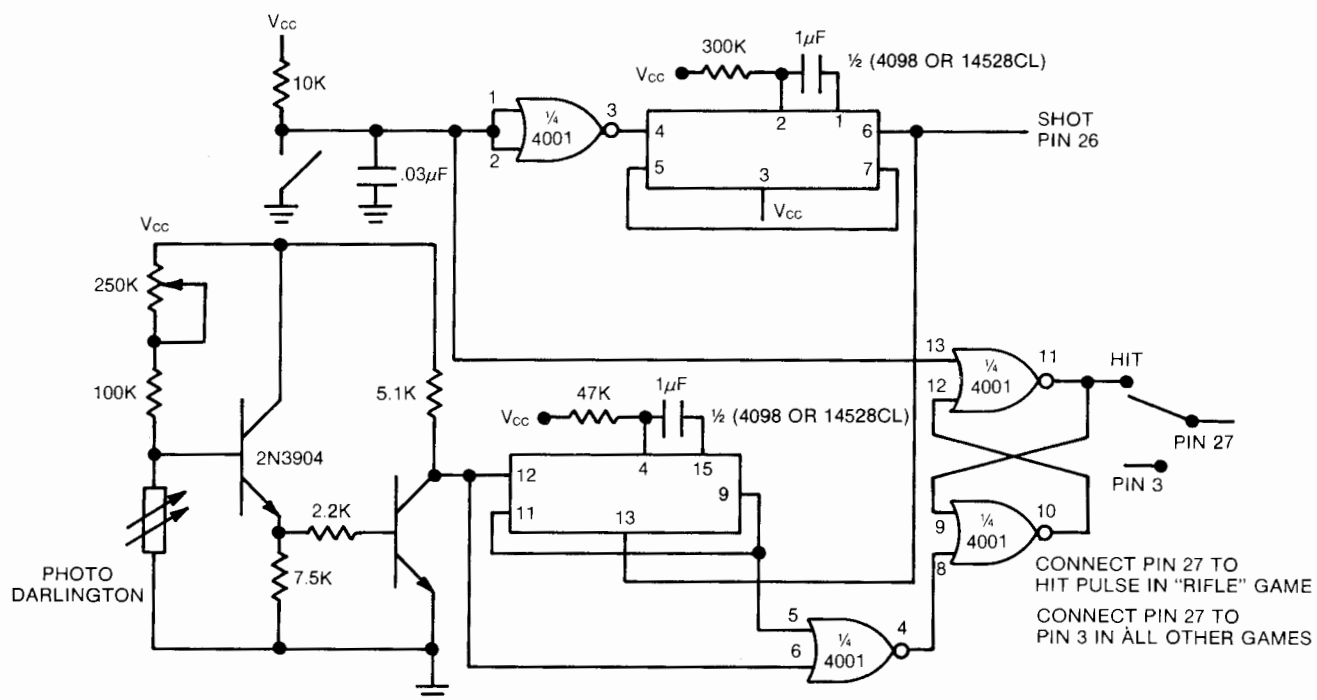 Vcc
10K
.03µF
1
2
¼
4001
3
300K
1µF
½ (4098 OR 14528CL)
Vcc
4
5
2
1
3
6
7
Vcc
SHOT
PIN 26
Vcc
250K
100K
2N3904
PHOTO
DARLINGTON
2.2K
7.5K
5.1K
47K
1µF
½ (4098 OR 14528CL)
Vcc
12
11
4
15
13
9
5
6
¼
4001
4
13
12
¼
4001
11
HIT
PIN 27
PIN 3
9
8
¼
4001
10
CONNECT PIN 27 TO
HIT PULSE IN "RIFLE" GAME
CONNECT PIN 27 TO
PIN 3 IN ÀLL OTHER GAMES